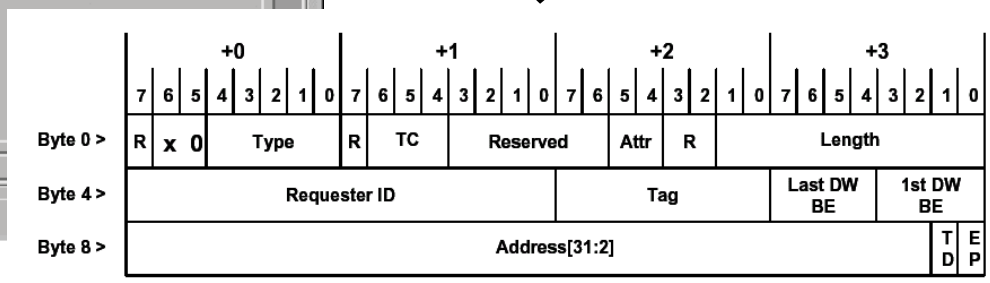 +0 +1 +2 +3
7 6 5 4 3 2 1 0 7 6 5 4 3 2 1 0 7 6 5 4 3 2 1 0 7 6 5 4 3 2 1 0
Byte 0 > R x 0 Type R TC Reserved Attr R Length
Byte 4 > Requester ID Tag Last DW BE 1st DW BE
Byte 8 > Address[31:2] TD EP